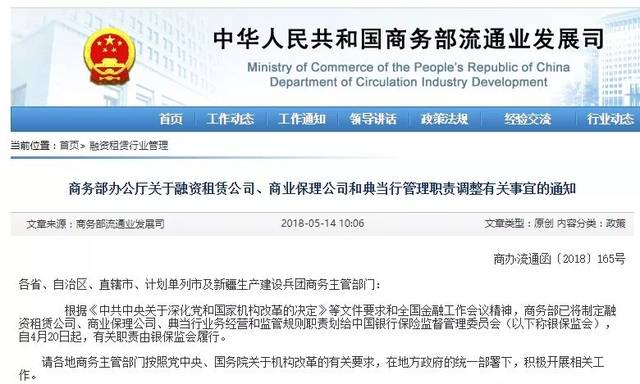 中华人民共和国商务部流通业发展司
Ministry of Commerce of the People's Republic of China
Department of Circulation Industry Development
首页 工作动态 工作通知 领导讲话 政策法规 经验交流 行业动态
当前位置：首页> 融资租赁行业管理
商务部办公厅关于融资租赁公司、商业保理公司和典当行管理职责调整有关事宜的通知
文章来源：商务部流通业发展司 2018-05-14 10:06 文章类型：原创 内容分类：政策
商办流通函〔2018〕165号
各省、自治区、直辖市、计划单列市及新疆生产建设兵团商务主管部门：
根据《中共中央关于深化党和国家机构改革的决定》等文件要求和全国金融工作会议精神，商务部已将制定融
资租赁公司、商业保理公司、典当行业务经营和监管规则职责划给中国银行保险监督管理委员会（以下称银保监会），
自4月20日起，有关职责由银保监会履行。
请各地商务主管部门按照党中央、国务院关于机构改革的有关要求，在地方政府的统一部署下，积极开展相关工
作。